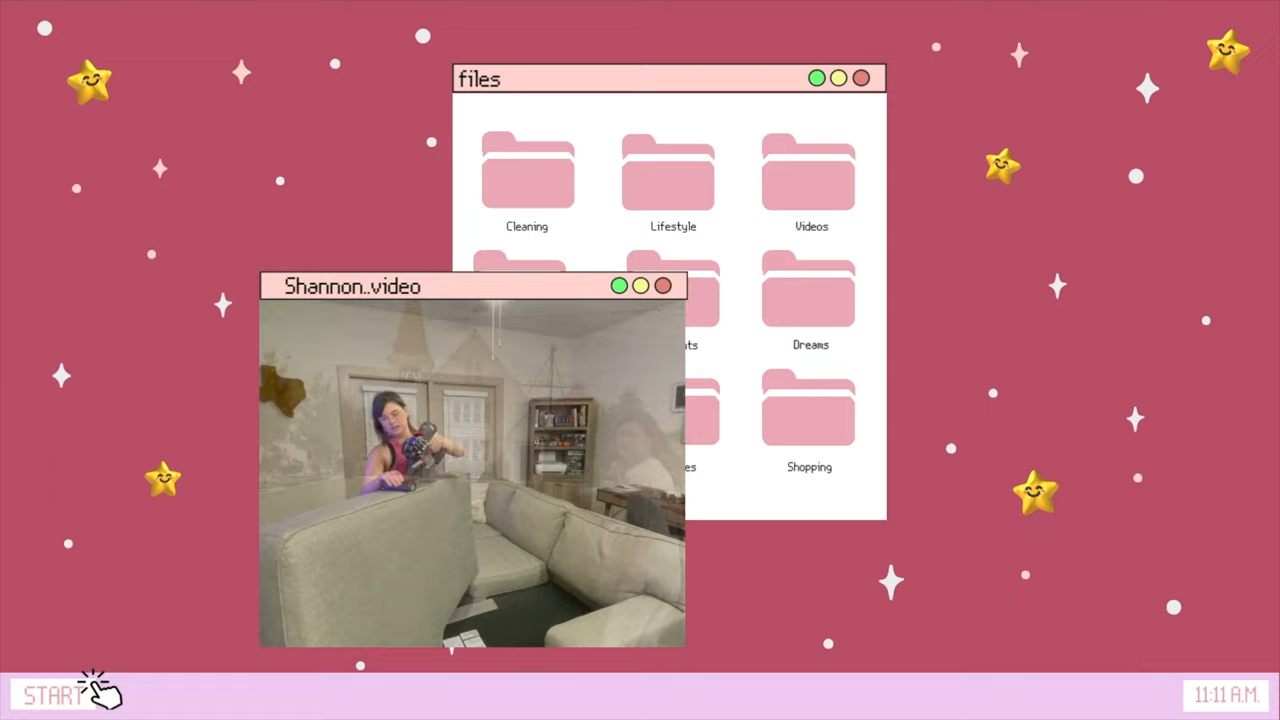 files
Cleaning
Lifestyle
Videos
Shannon..video
Dreams
Shopping
START
11:11 A.M.